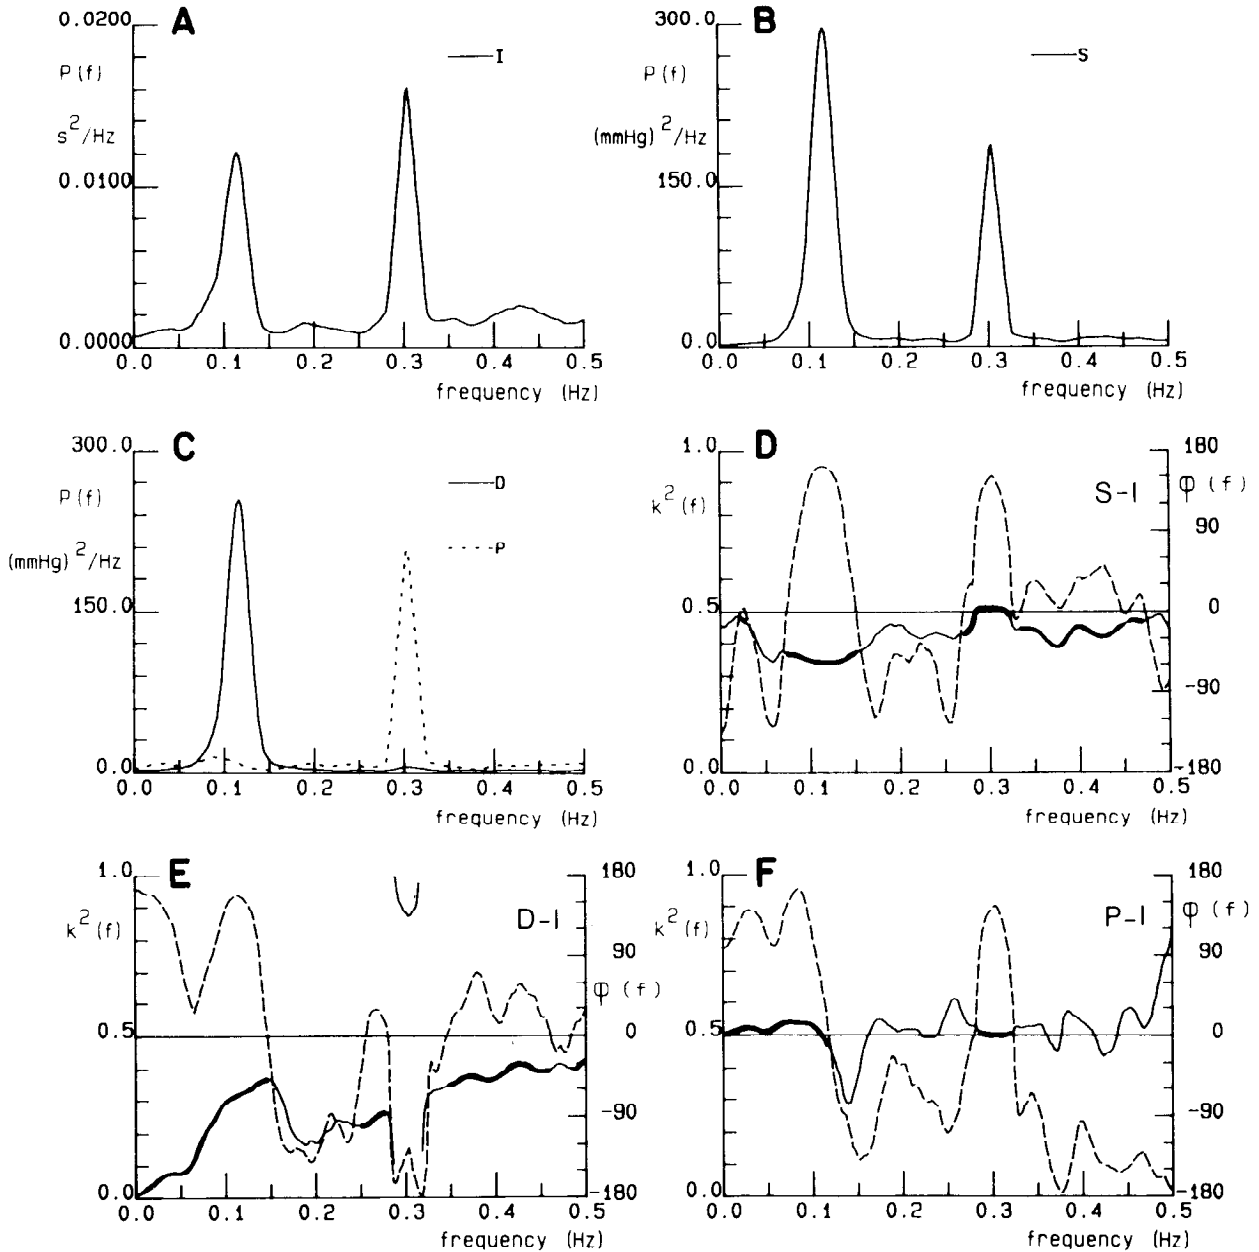 A
0.0200
P(f)
s²/Hz
0.0100
0.0000
I
0.0 0.1 0.2 0.3 0.4 0.5
frequency (Hz)
B
300.0
P(f)
(mmHg)²/Hz
150.0
0.0
S
0.0 0.1 0.2 0.3 0.4 0.5
frequency (Hz)
C
300.0
P(f)
(mmHg)²/Hz
150.0
0.0
D
P
0.0 0.1 0.2 0.3 0.4 0.5
frequency (Hz)
D
1.0
k²(f)
0.5
0.0
S-I
180
φ(f)
90
0
-90
-180
0.0 0.1 0.2 0.3 0.4 0.5
frequency (Hz)
E
1.0
k²(f)
0.5
0.0
D-I
180
90
φ(f)
0
-90
-180
0.0 0.1 0.2 0.3 0.4 0.5
frequency (Hz)
F
1.0
k²(f)
0.5
0.0
P-I
180
φ(f)
90
0
-90
-180
0.0 0.1 0.2 0.3 0.4 0.5
frequency (Hz)